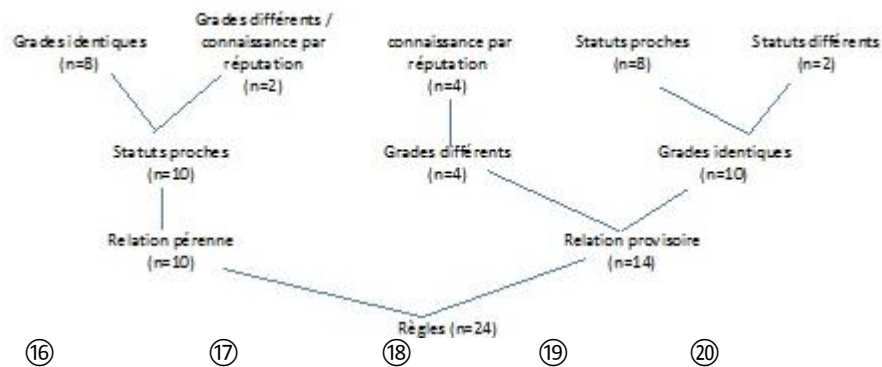 Grades identiques
(n=8)
Grades différents /
connaissance par
réputation
(n=2)
connaissance par
réputation
(n=4)
Statuts proches
(n=8)
Statuts différents
(n=2)
Statuts proches
(n=10)
Grades différents
(n=4)
Grades identiques
(n=10)
Relation pérenne
(n=10)
Relation provisoire
(n=14)
Règles (n=24)
⑯ ⑰ ⑱ ⑲ ⑳